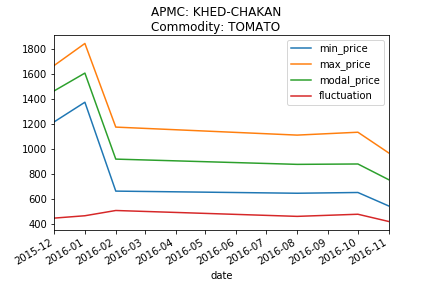 APMC: KHED-CHAKAN
Commodity: TOMATO
min_price
max_price
modal_price
fluctuation
1800
1600
1400
1200
1000
800
600
400
2015-12
2016-01
2016-02
2016-03
2016-04
2016-05
2016-06
2016-07
2016-08
2016-09
2016-10
2016-11
date